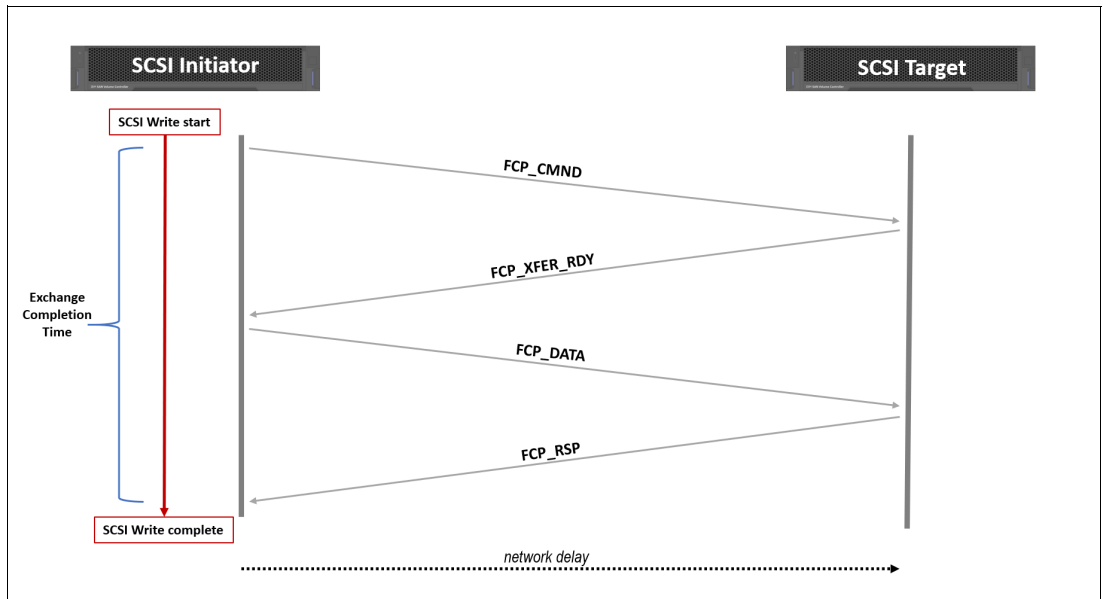 SCSI Initiator
SCSI Target
SCSI Write start
FCP_CMND
FCP_XFER_RDY
Exchange
Completion
Time
FCP_DATA
FCP_RSP
SCSI Write complete
network delay